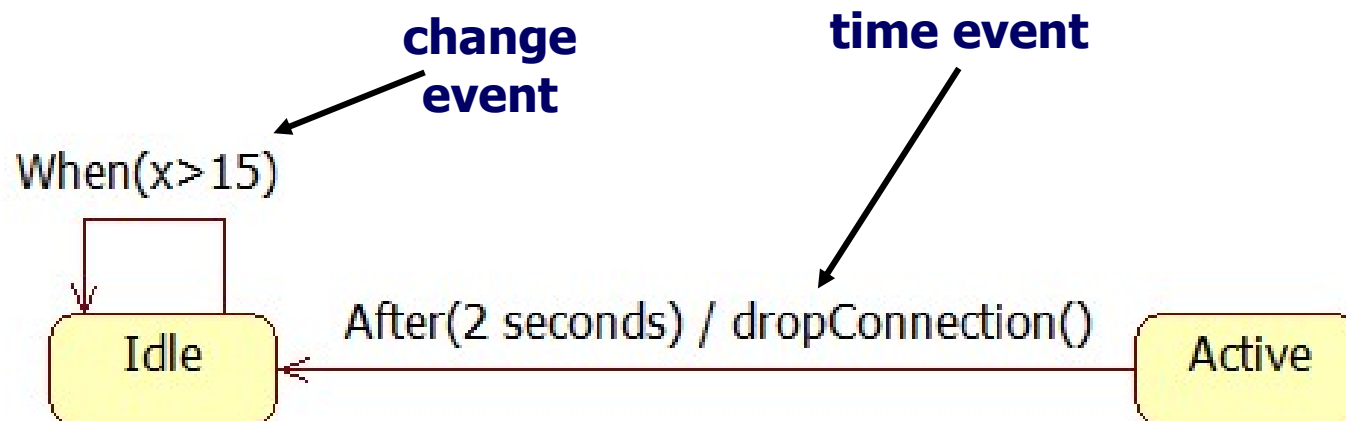 change
event
time event
When(x>15)
After(2 seconds) / dropConnection()
Idle
Active